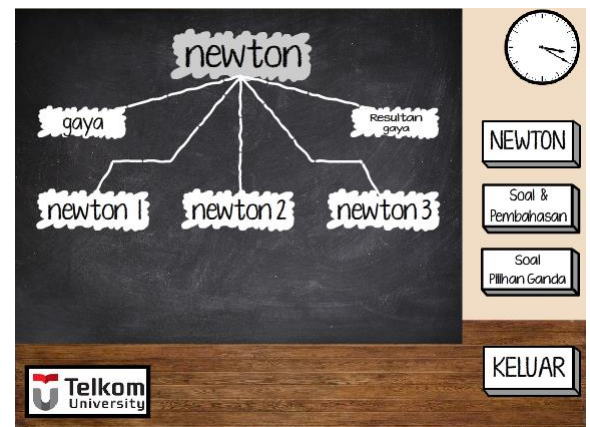 newton
gaya
Resultan
gaya
newton 1
newton 2
newton 3
NEWTON
Soal &
Pembahasan
Soal
Pilihan Ganda
KELUAR
Telkom
University